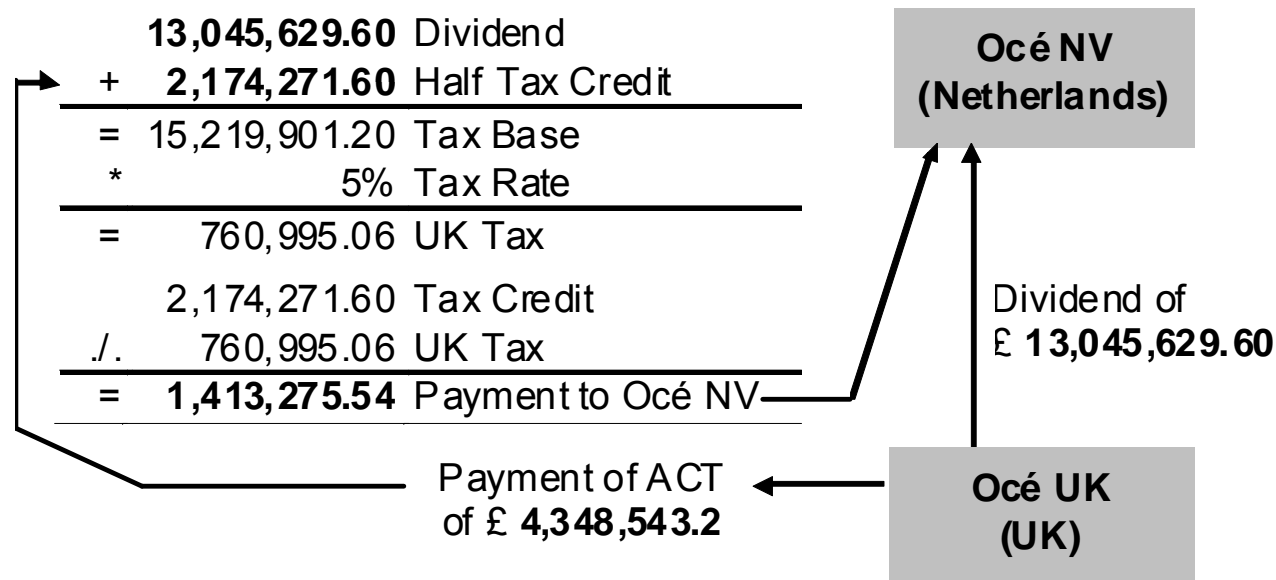 13,045,629.60 Dividend
+ 2,174,271.60 Half Tax Credit
= 15,219,901.20 Tax Base
* 5% Tax Rate
= 760,995.06 UK Tax
2,174,271.60 Tax Credit
./. 760,995.06 UK Tax
= 1,413,275.54 Payment to Océ NV
Payment of ACT
of £ 4,348,543.2
Océ NV
(Netherlands)
Dividend of
£ 13,045,629.60
Océ UK
(UK)